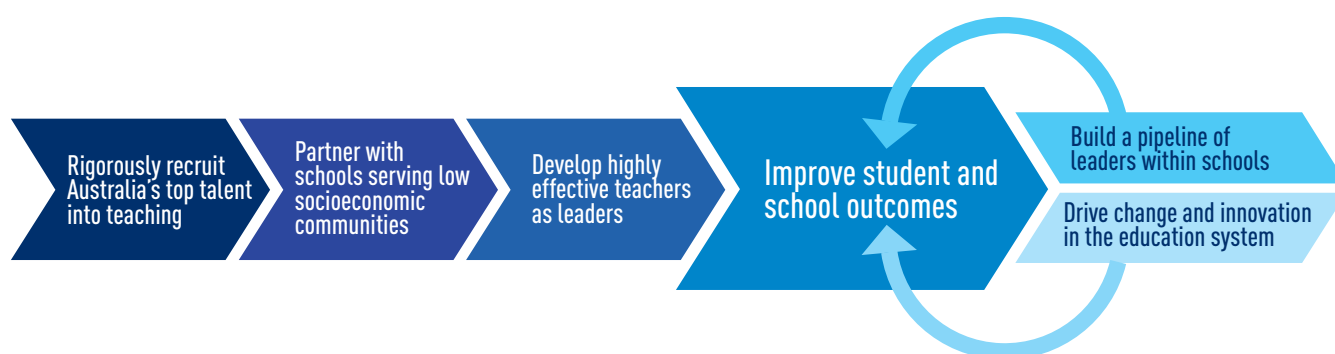 Rigorously recruit
Australia's top talent
into teaching
Partner with
schools serving low
socioeconomic
communities
Develop highly
effective teachers
as leaders
Improve student and
school outcomes
Build a pipeline of
leaders within schools
Drive change and innovation
in the education system